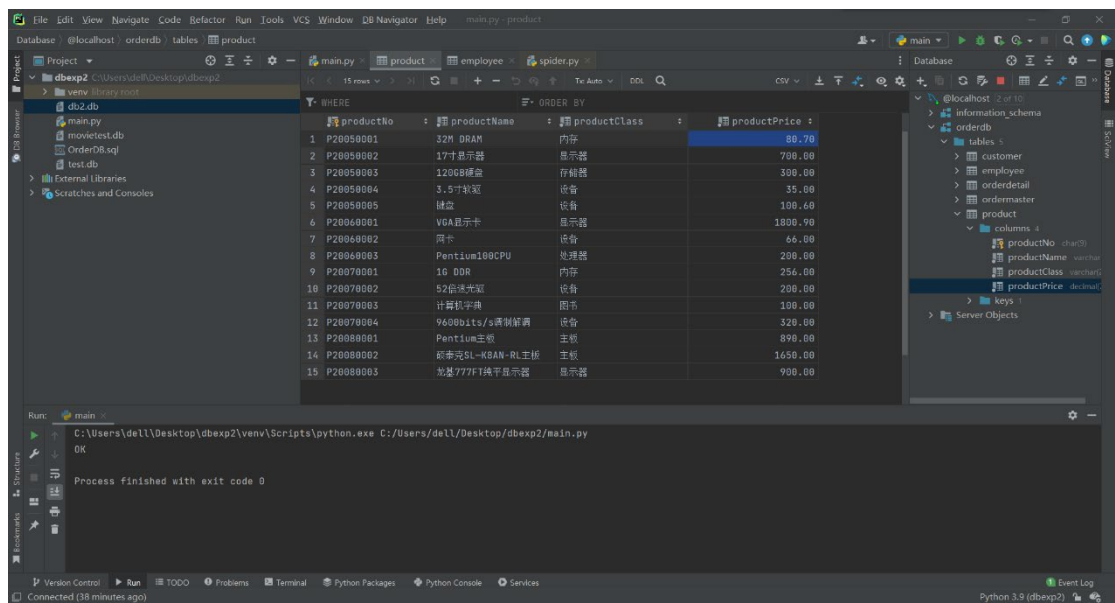 File Edit View Navigate Code Refactor Run Tools VCS Window DB Navigator Help main.py - product
Database @localhost orderdb tables product main
Project main.py product employee spider.py Database
dbexp2 C:\Users\dell\Desktop\dbexp2 15 rows Tx: Auto DDL CSV
venv library root WHERE ORDER BY @localhost 2 of 10
db2.db productNo productName productClass productPrice information_schema
main.py 1 P20050001 32M DRAM 内存 80.70 orderdb
movietest.db 2 P20050002 17寸显示器 显示器 700.00 tables 5
OrderDB.sql 3 P20050003 120GB硬盘 存储器 300.00 customer
test.db 4 P20050004 3.5寸软驱 设备 35.00 employee
External Libraries 5 P20050005 键盘 设备 100.60 orderdetail
Scratches and Consoles 6 P20060001 VGA显示卡 显示器 1800.90 ordermaster
7 P20060002 网卡 设备 66.00 product
8 P20060003 Pentium100CPU 处理器 200.00 columns 4
9 P20070001 1G DDR 内存 256.00 productNo char(9)
10 P20070002 52倍速光驱 设备 200.00 productName varchar
11 P20070003 计算机字典 图书 100.00 productClass varchar(2
12 P20070004 9600bits/s调制解调 设备 320.00 productPrice decimal(
13 P20080001 Pentium主板 主板 890.00 keys 1
14 P20080002 硕泰克SL-K8AN-RL主板 主板 1650.00 Server Objects
15 P20080003 龙基777FT纯平显示器 显示器 900.00
Run: main
C:\Users\dell\Desktop\dbexp2\venv\Scripts\python.exe C:/Users/dell/Desktop/dbexp2/main.py
OK
Process finished with exit code 0
Version Control Run TODO Problems Terminal Python Packages Python Console Services Event Log
Connected (38 minutes ago) Python 3.9 (dbexp2)
Project
DB Browser
Structure
Bookmarks
Database
SciView